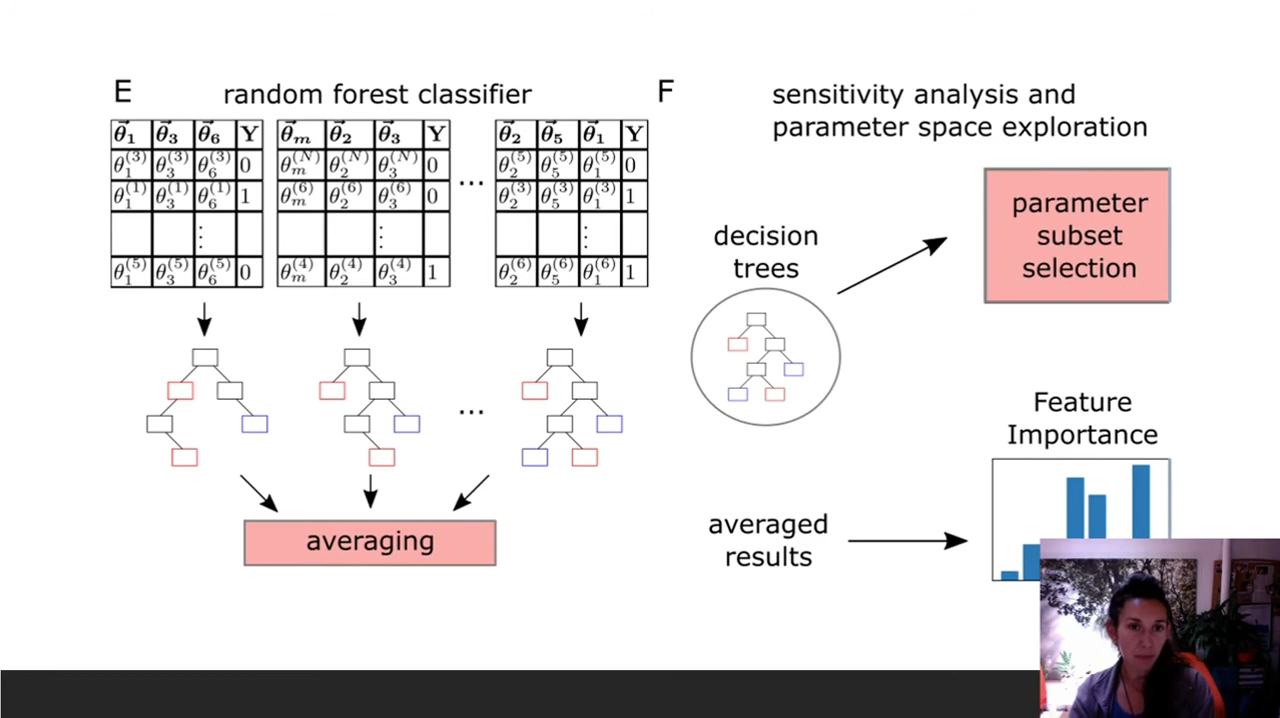 E random forest classifier
θ⃗₁ θ⃗₃ θ⃗₆ Y
θ₁⁽³⁾ θ₃⁽³⁾ θ₆⁽³⁾ 0
θ₁⁽¹⁾ θ₃⁽¹⁾ θ₆⁽¹⁾ 1
⋮
θ₁⁽⁵⁾ θ₃⁽⁵⁾ θ₆⁽⁵⁾ 0
θ⃗ₘ θ⃗₂ θ⃗₃ Y
θₘ⁽ᴺ⁾ θ₂⁽ᴺ⁾ θ₃⁽ᴺ⁾ 0
θₘ⁽⁶⁾ θ₂⁽⁶⁾ θ₃⁽⁶⁾ 0
⋮
θₘ⁽⁴⁾ θ₂⁽⁴⁾ θ₃⁽⁴⁾ 1
...
θ⃗₂ θ⃗₅ θ⃗₁ Y
θ₂⁽⁵⁾ θ₅⁽⁵⁾ θ₁⁽⁵⁾ 0
θ₂⁽³⁾ θ₅⁽³⁾ θ₁⁽³⁾ 1
⋮
θ₂⁽⁶⁾ θ₅⁽⁶⁾ θ₁⁽⁶⁾ 1
...
averaging
F sensitivity analysis and
parameter space exploration
decision
trees
parameter
subset
selection
averaged
results
Feature
Importance